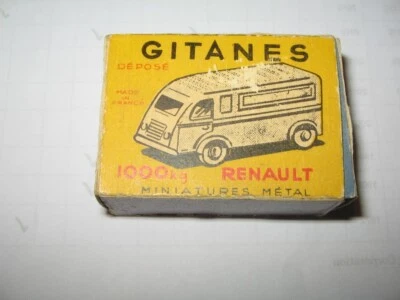 GITANES
DÉPOSÉ
MADE
IN
FRANCE
1000kg RENAULT
MINIATURES MÉTAL